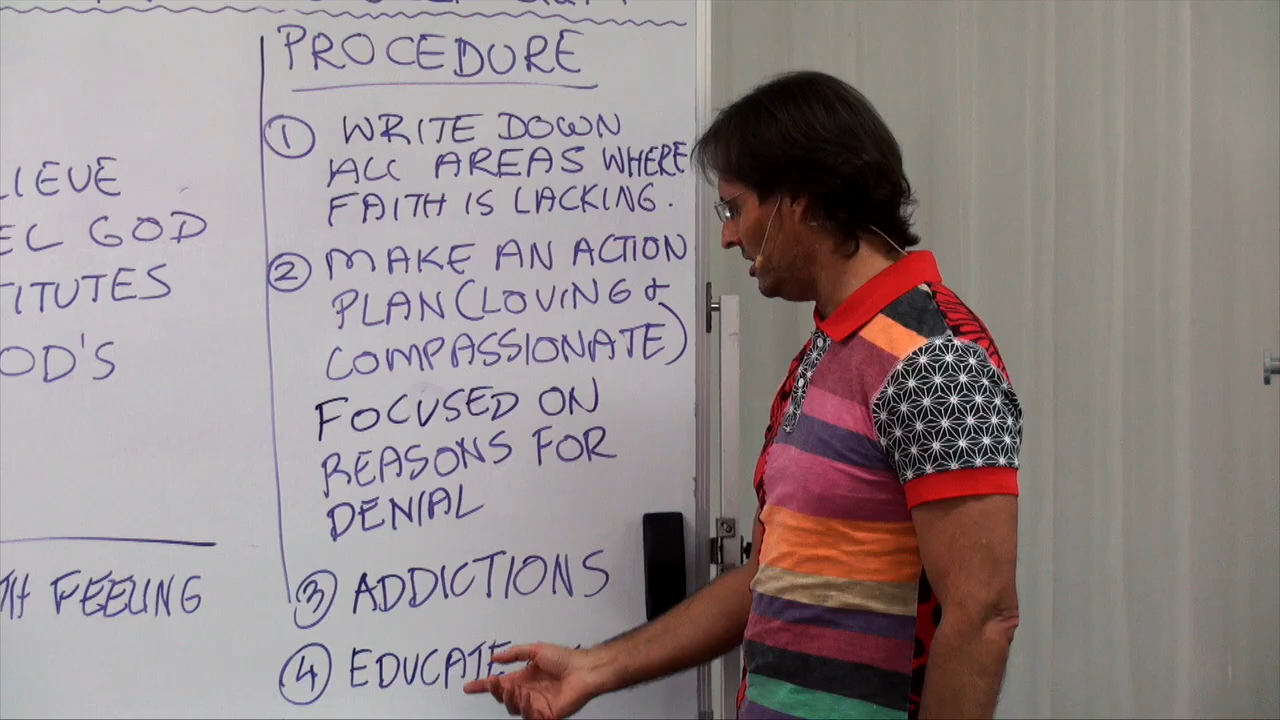 LIEVE
EL GOD
TITUTES
OD'S
TH FEELING
PROCEDURE
1 WRITE DOWN
ALL AREAS WHERE
FAITH IS LACKING.
2 MAKE AN ACTION
PLAN (LOVING &
COMPASSIONATE)
FOCUSED ON
REASONS FOR
DENIAL
3 ADDICTIONS
4 EDUCATE